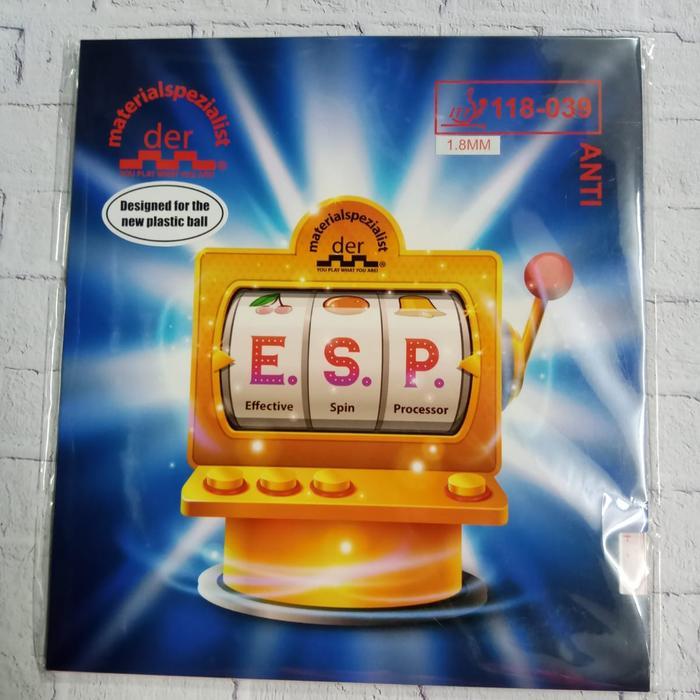 der
materialspezialist®
YOU PLAY WHAT YOU ARE!
Designed for the
new plastic ball
ITTF 118-039
1.8MM
ANTI
der
materialspezialist®
YOU PLAY WHAT YOU ARE!
E. S. P.
Effective Spin Processor